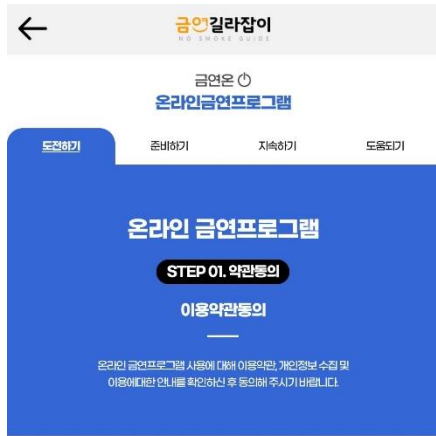 금연길라잡이
NO SMOKE GUIDE
금연온
온라인금연프로그램
도전하기 준비하기 지속하기 도움되기
온라인 금연프로그램
STEP 01. 약관동의
이용약관동의
온라인 금연프로그램 사용에 대해 이용약관, 개인정보 수집 및
이용에대한 안내를 확인하신 후 동의해 주시기 바랍니다.